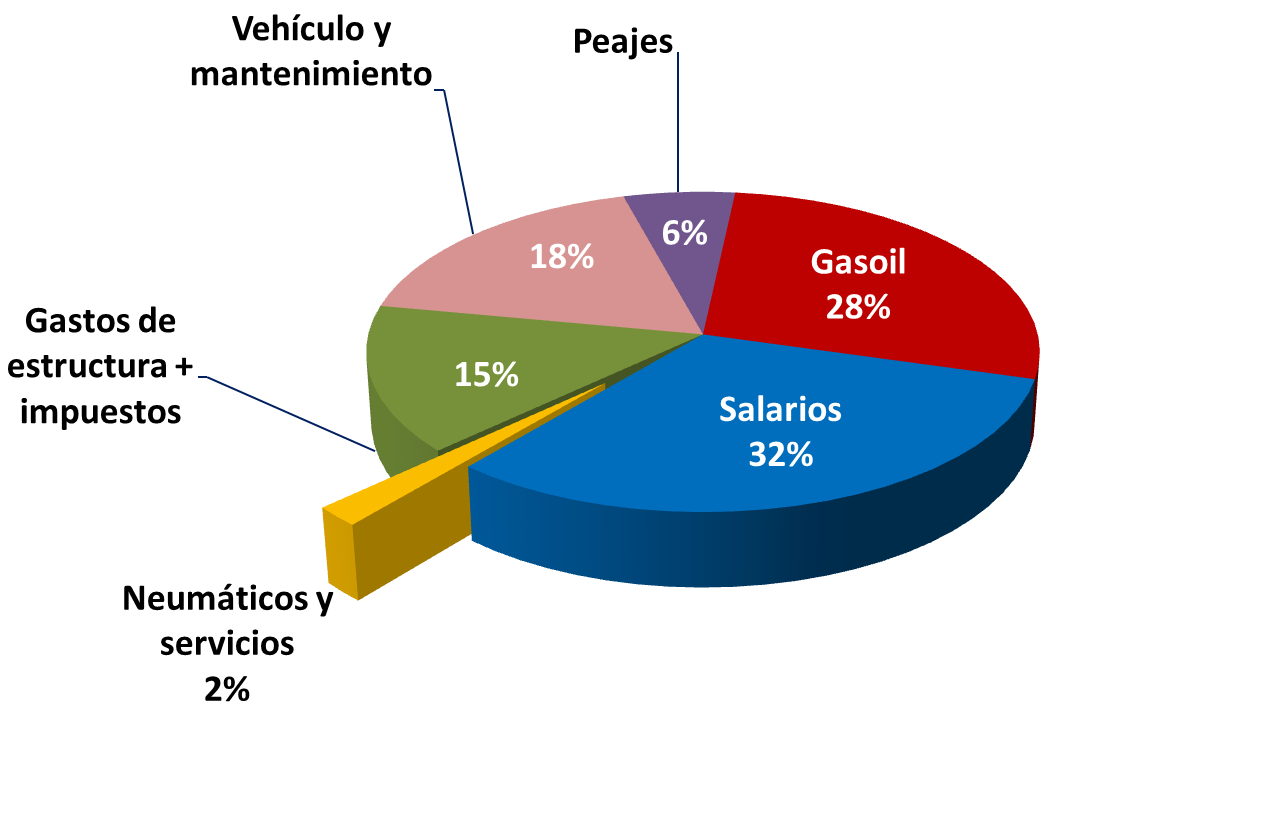 Vehículo y
mantenimiento
Peajes
6%
18%
Gasoil
28%
Gastos de
estructura +
impuestos
15%
Salarios
32%
Neumáticos y
servicios
2%